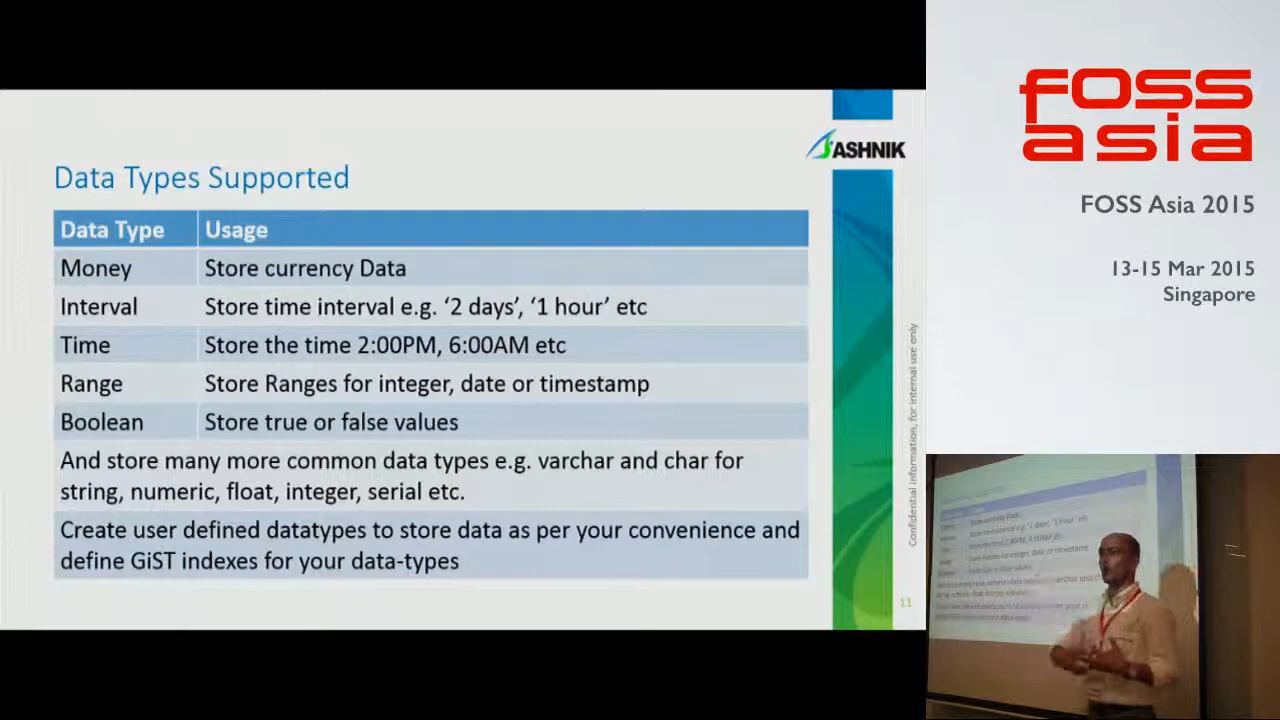 ASHNIK
Data Types Supported
Data Type Usage
Money Store currency Data
Interval Store time interval e.g. ‘2 days’, ‘1 hour’ etc
Time Store the time 2:00PM, 6:00AM etc
Range Store Ranges for integer, date or timestamp
Boolean Store true or false values
And store many more common data types e.g. varchar and char for
string, numeric, float, integer, serial etc.
Create user defined datatypes to store data as per your convenience and
define GiST indexes for your data-types
Confidential information, for internal use only
11
FOSS
asia
FOSS Asia 2015
13-15 Mar 2015
Singapore